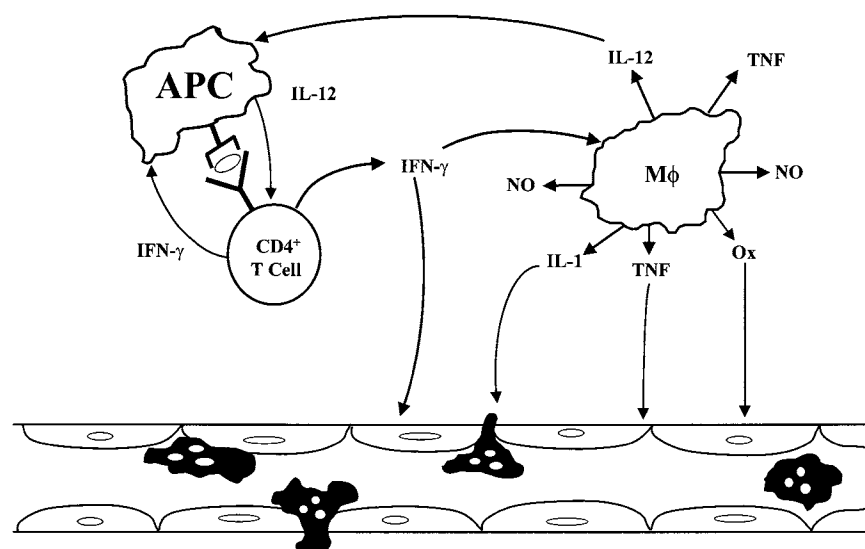 IL-12
TNF
APC
IL-12
IFN-γ
Mϕ
NO
NO
CD4⁺
T Cell
IFN-γ
IL-1
TNF
Ox